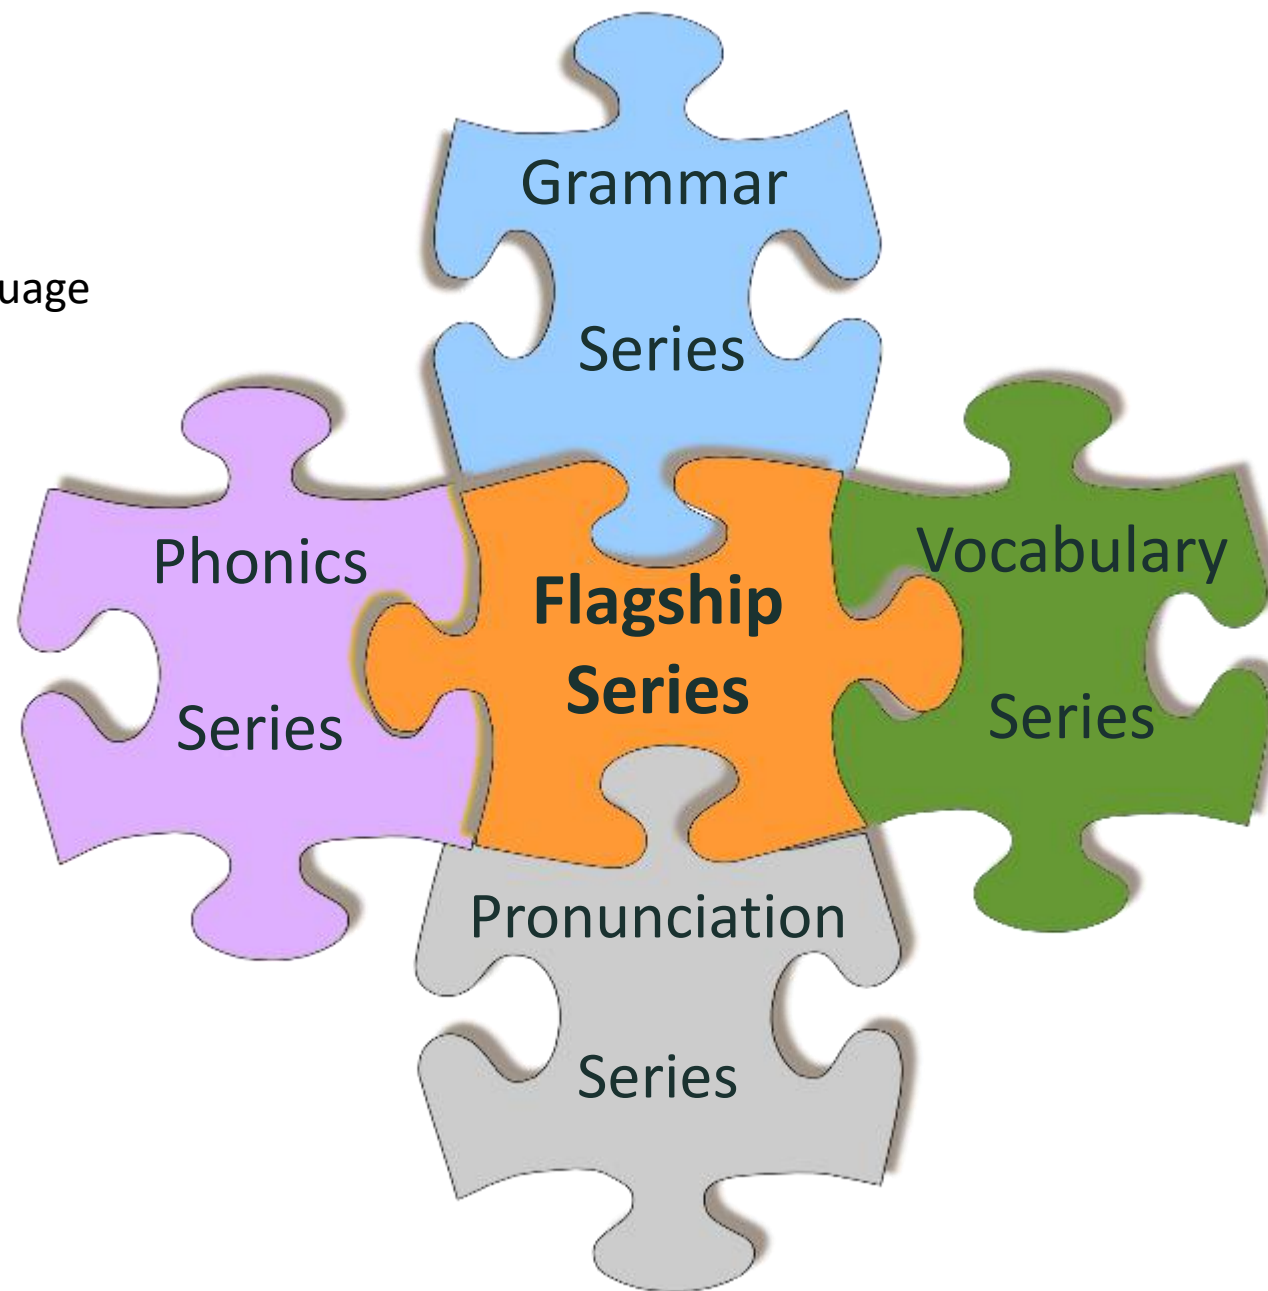 Grammar
Series
uage
Phonics
Series
Flagship
Series
Vocabulary
Series
Pronunciation
Series